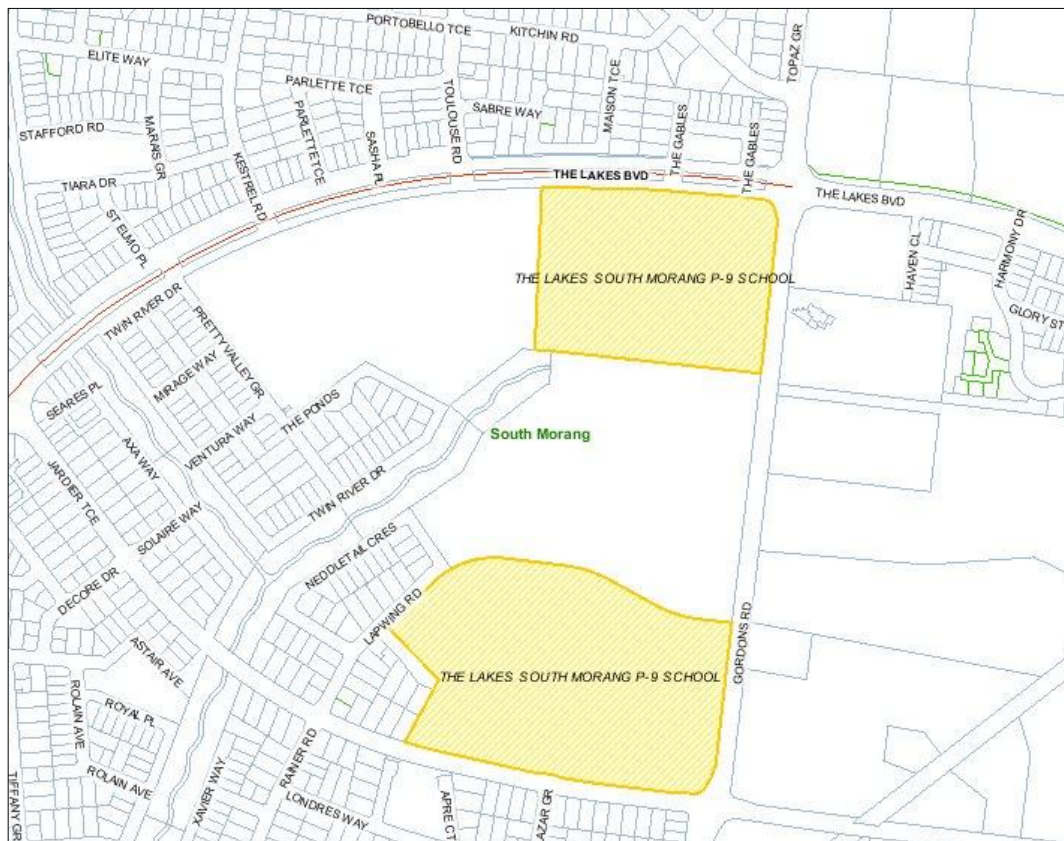 PORTOBELLO TCE
KITCHIN RD
TOPAZ GR
ELITE WAY
PARLETTE TCE
TOULOUSE RD
SABRE WAY
MAISON TCE
THE GABLES
THE GABLES
STAFFORD RD
MARAIS GR
PARLETTE TCE
SASHA PL
KESTREL RD
TIARA DR
THE LAKES BVD
THE LAKES BVD
ST ELMO PL
HAVEN CL
HARMONY DR
THE LAKES SOUTH MORANG P-9 SCHOOL
GLORY ST
TWIN RIVER DR
PRETTY VALLEY GR
MIRAGE WAY
SEARES PL
THE PONDS
VENTURA WAY
South Morang
AXA WAY
JARDIER TCE
TWIN RIVER DR
SOLAIRE WAY
NEDDLETAIL CRES
DECORE DR
LAPWING RD
GORDONS RD
ASTAIR AVE
THE LAKES SOUTH MORANG P-9 SCHOOL
ROLAIN AVE
ROYAL PL
RAINER RD
ROLAIN AVE
XAVIER WAY
LONDRES WAY
APRE CT
AZAR GR
TIFFANY GR